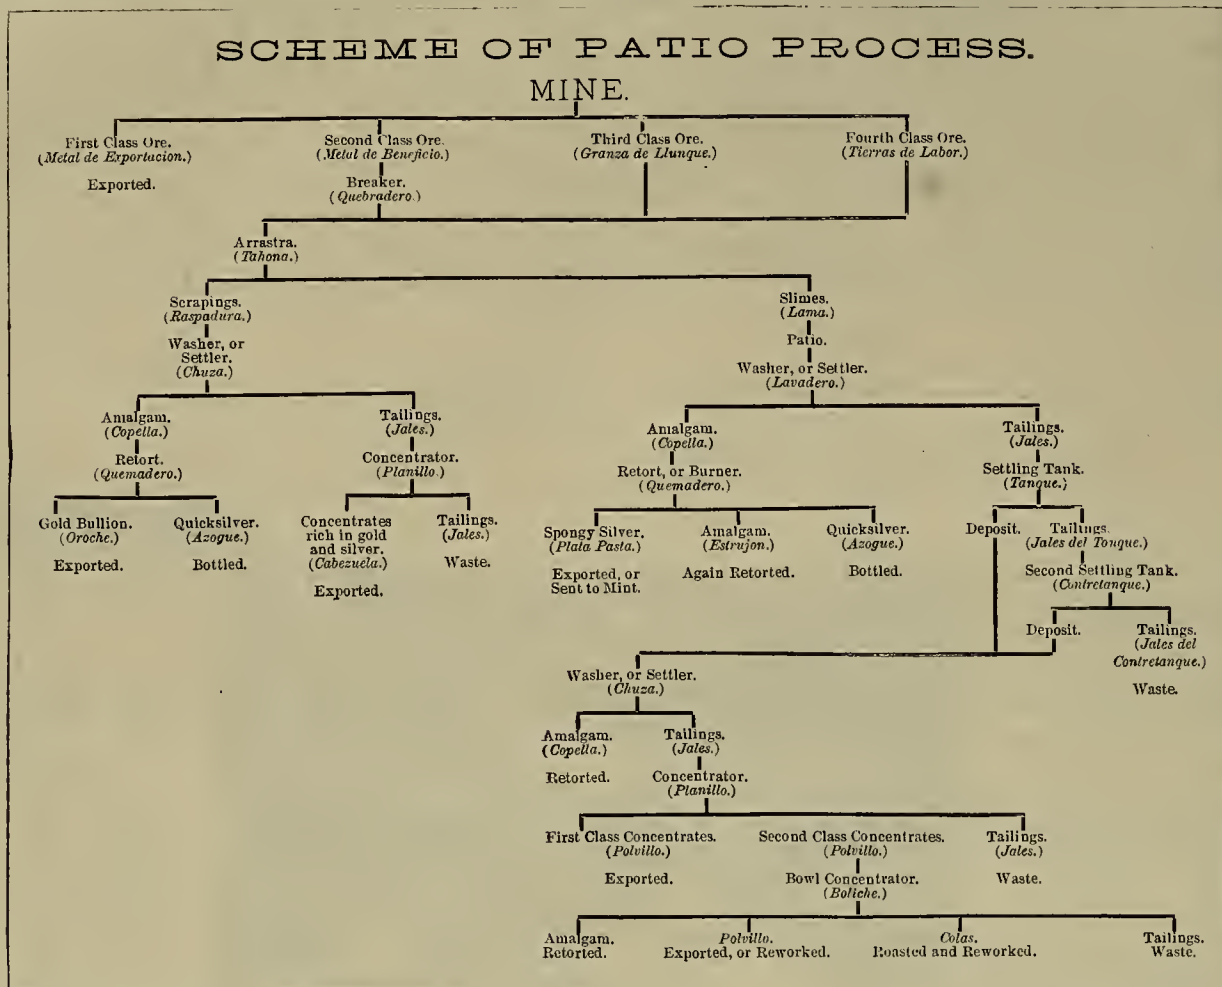 SCHEME OF PATIO PROCESS.
MINE.
First Class Ore.
(Metal de Exportacion.)
Exported.
Second Class Ore.
(Metal de Beneficio.)
Breaker.
(Quebradero.)
Third Class Ore.
(Granza de Llunque.)
Fourth Class Ore.
(Tierras de Labor.)
Arrastra.
(Tahona.)
Scrapings.
(Raspadura.)
Washer, or
Settler.
(Chuza.)
Slimes.
(Lama.)
Patio.
Washer, or Settler.
(Lavadero.)
Amalgam.
(Copella.)
Retort.
(Quemadero.)
Tailings.
(Jales.)
Concentrator.
(Planillo.)
Gold Bullion.
(Oroche.)
Exported.
Quicksilver.
(Azogue.)
Bottled.
Concentrates
rich in gold
and silver.
(Cabezuela.)
Exported.
Tailings.
(Jales.)
Waste.
Amalgam.
(Copella.)
Retort, or Burner.
(Quemadero.)
Tailings.
(Jales.)
Settling Tank.
(Tanque.)
Spongy Silver.
(Plata Pasta.)
Exported, or
Sent to Mint.
Amalgam.
(Estrujon.)
Again Retorted.
Quicksilver.
(Azogue.)
Bottled.
Deposit.
Tailings.
(Jales del Tonque.)
Second Settling Tank.
(Contretanque.)
Deposit.
Tailings.
(Jales del
Contretanque.)
Waste.
Washer, or Settler.
(Chuza.)
Amalgam.
(Copella.)
Retorted.
Tailings.
(Jales.)
Concentrator.
(Planillo.)
First Class Concentrates.
(Polvillo.)
Exported.
Second Class Concentrates.
(Polvillo.)
Bowl Concentrator.
(Boliche.)
Tailings.
(Jales.)
Waste.
Amalgam.
Retorted.
Polvillo.
Exported, or Reworked.
Colas.
Roasted and Reworked.
Tailings.
Waste.